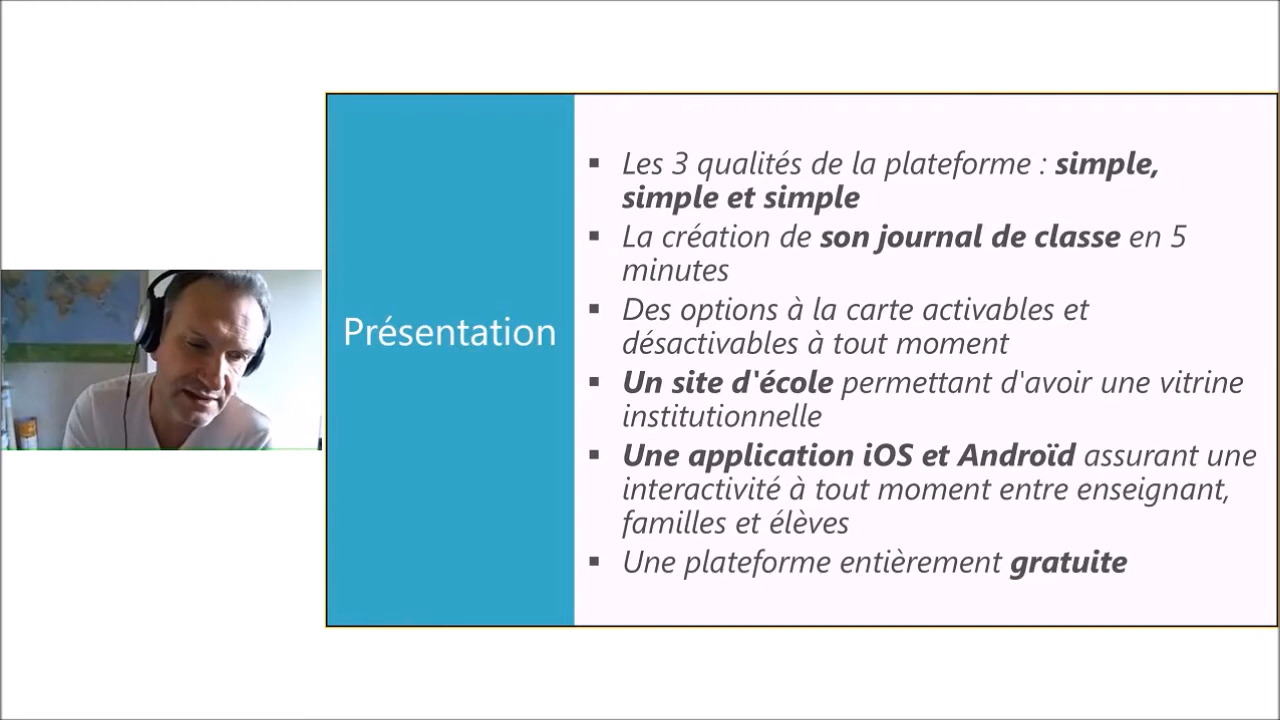 Présentation
▪ Les 3 qualités de la plateforme : simple,
simple et simple
▪ La création de son journal de classe en 5
minutes
▪ Des options à la carte activables et
désactivables à tout moment
▪ Un site d'école permettant d'avoir une vitrine
institutionnelle
▪ Une application iOS et Androïd assurant une
interactivité à tout moment entre enseignant,
familles et élèves
▪ Une plateforme entièrement gratuite